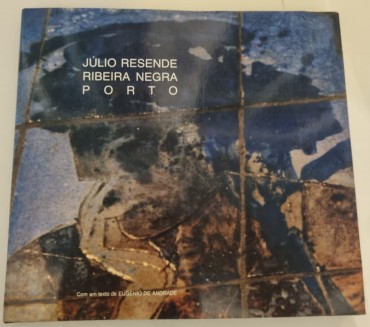 JÚLIO RESENDE
RIBEIRA NEGRA
PORTO
Com um texto de EUGÉNIO DE ANDRADE